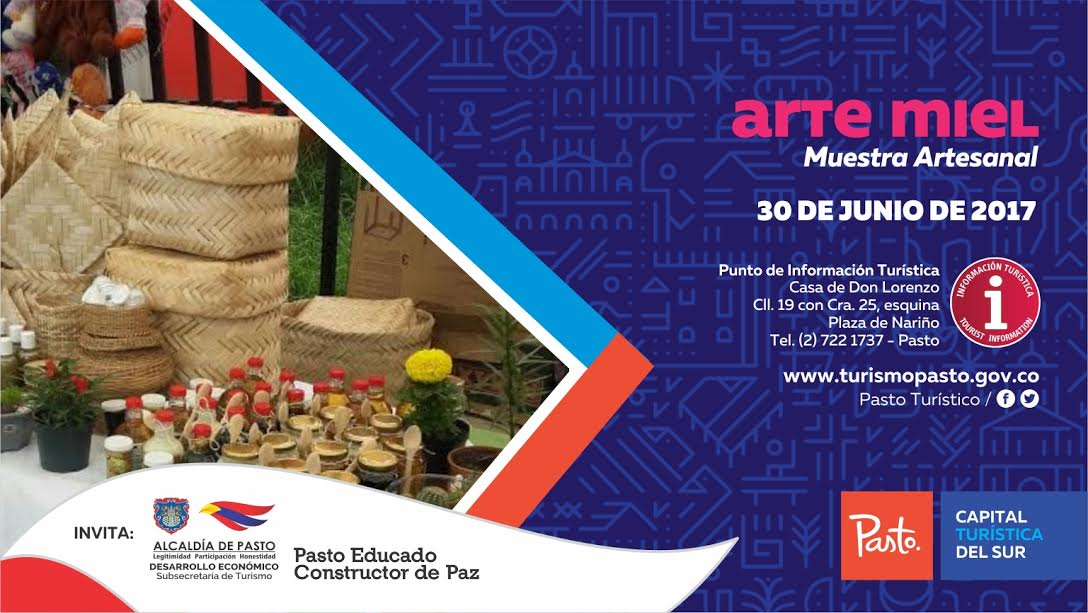 arte miel
Muestra Artesanal
30 DE JUNIO DE 2017
Punto de Información Turística
Casa de Don Lorenzo
Cll. 19 con Cra. 25, esquina
Plaza de Nariño
Tel. (2) 722 1737 - Pasto
INFORMACIÓN TURISTICA
i
TOURIST INFORMATION
www.turismopasto.gov.co
Pasto Turístico /
INVITA:
ALCALDÍA DE PASTO
Legitimidad Participación Honestidad
DESARROLLO ECONÓMICO
Subsecretaría de Turismo
Pasto Educado
Constructor de Paz
Pasto.
CAPITAL
TURÍSTICA
DEL SUR